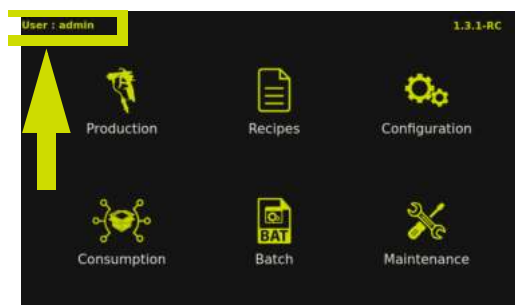 User : admin
1.3.1-RC
Production
Recipes
Configuration
BAT
Consumption
Batch
Maintenance